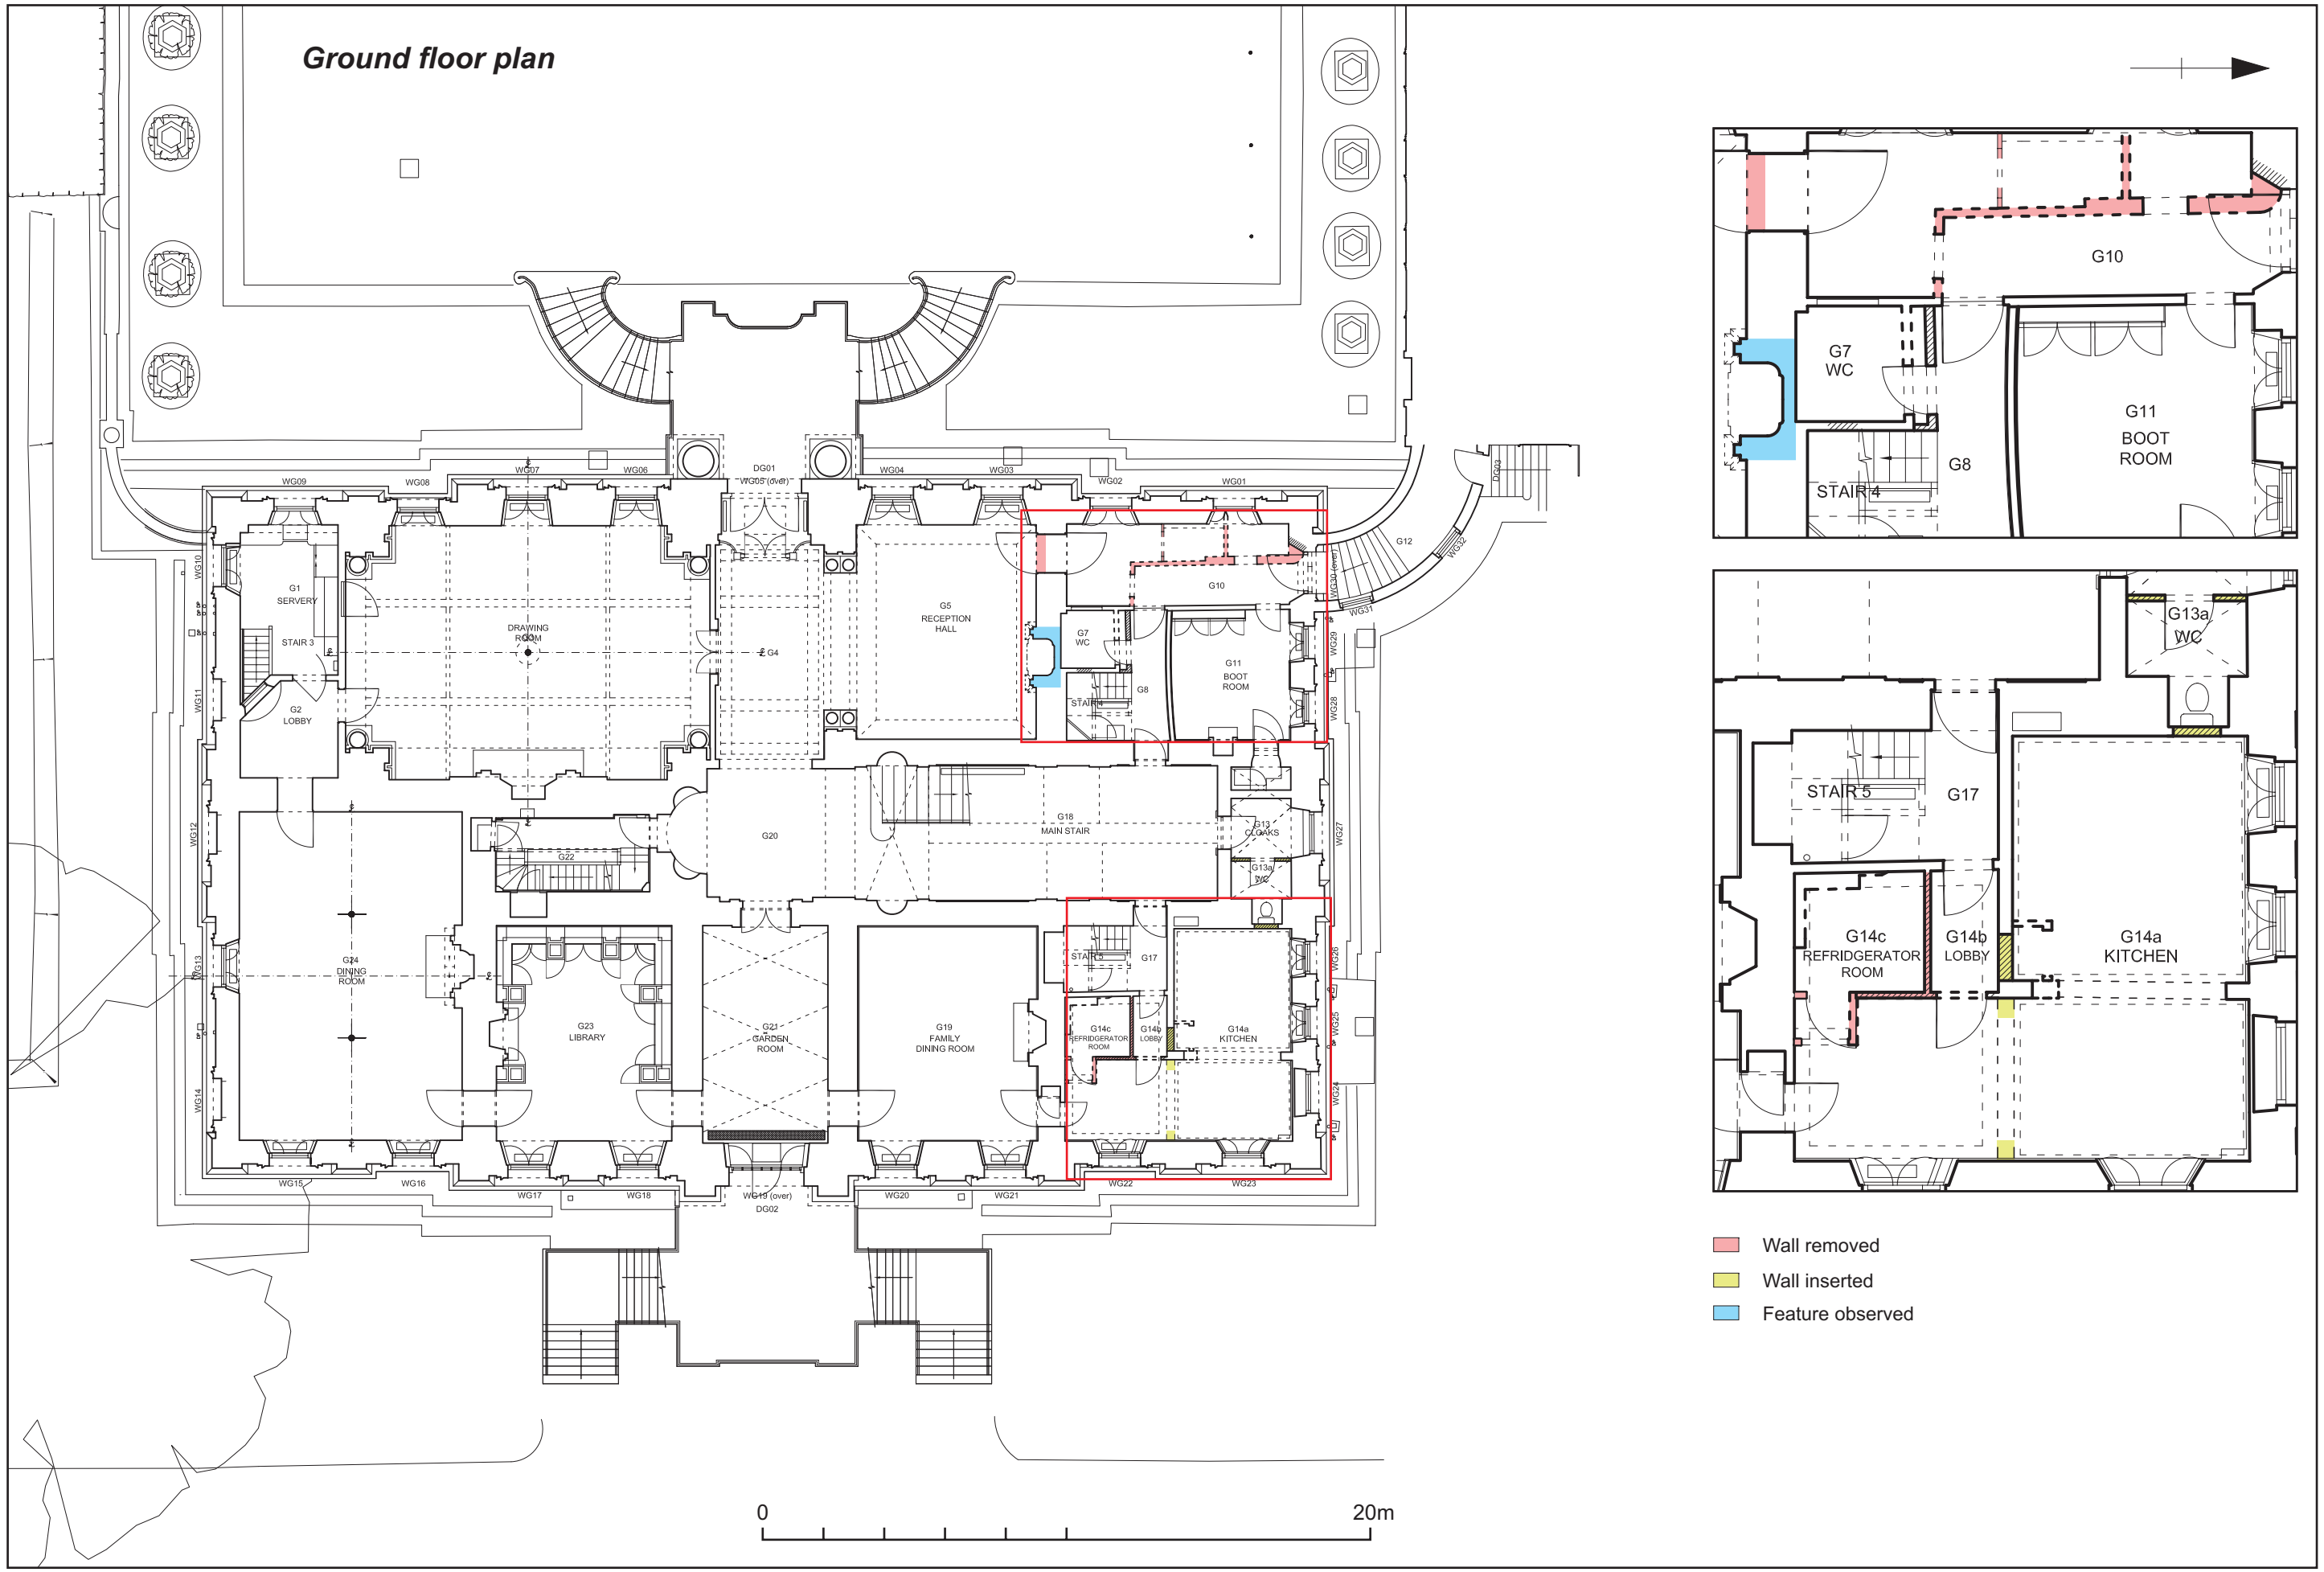 Ground floor plan
DG01
WG05 (over)
WG09
WG08
WG07
WG06
WG04
WG03
WG02
WG01
DG03
G12
WG32
WG31
WG30 (over)
WG10
G1
SERVERY
STAIR 3
G2
LOBBY
WG11
DRAWING
ROOM
G4
G5
RECEPTION
HALL
G10
G7
WC
G8
STAIR 4
G11
BOOT
ROOM
WG29
WG28
WG12
G22
G20
G18
MAIN STAIR
G13
CLOAKS
G13a
WC
WG27
WG13
G24
DINING
ROOM
G23
LIBRARY
G21
GARDEN
ROOM
G19
FAMILY
DINING ROOM
STAIR 5
G17
G14c
REFRIDGERATOR
ROOM
G14b
LOBBY
G14a
KITCHEN
WG26
WG25
WG24
WG14
WG15
WG16
WG17
WG18
WG19 (over)
DG02
WG20
WG21
WG22
WG23
0
20m
G10
G7
WC
G8
STAIR 4
G11
BOOT
ROOM
G13a
WC
STAIR 5
G17
G14c
REFRIDGERATOR
ROOM
G14b
LOBBY
G14a
KITCHEN
Wall removed
Wall inserted
Feature observed